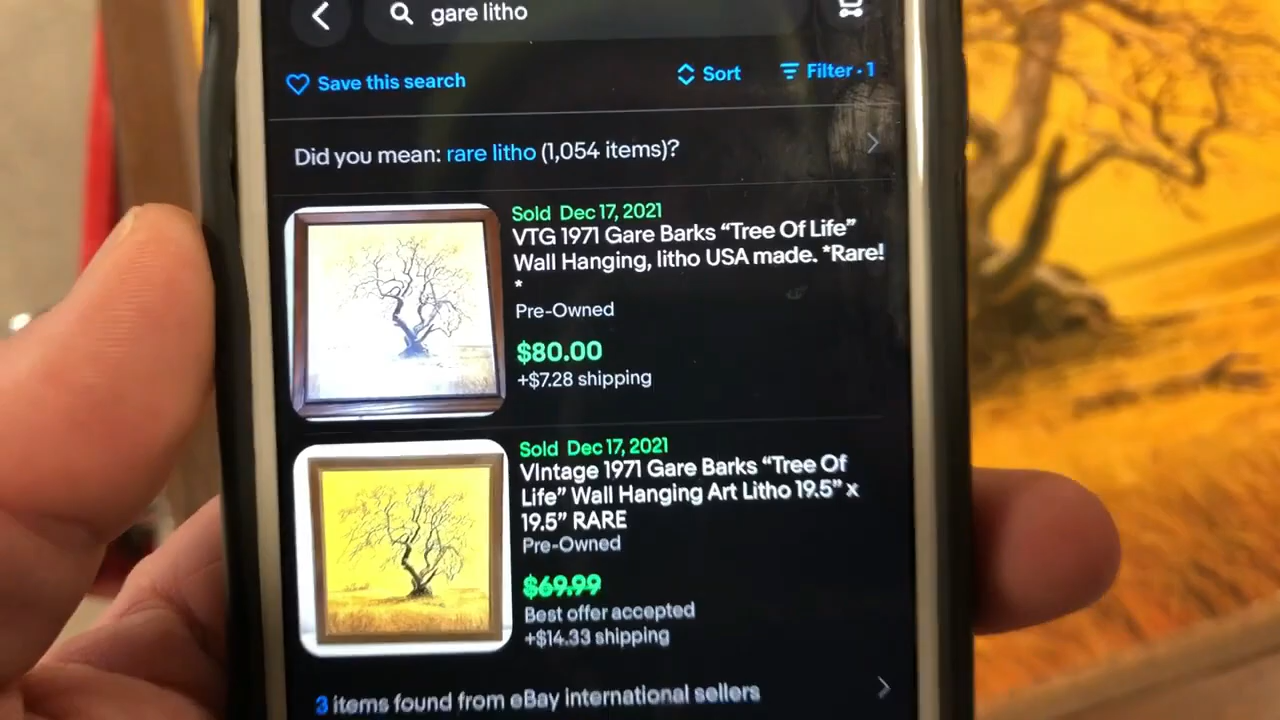 gare litho
Save this search
Sort
Filter · 1
Did you mean: rare litho (1,054 items)?
Sold Dec 17, 2021
VTG 1971 Gare Barks “Tree Of Life”
Wall Hanging, litho USA made. *Rare!
*
Pre-Owned
$80.00
+$7.28 shipping
Sold Dec 17, 2021
VIntage 1971 Gare Barks “Tree Of
Life” Wall Hanging Art Litho 19.5” x
19.5” RARE
Pre-Owned
$69.99
Best offer accepted
+$14.33 shipping
3 items found from eBay international sellers